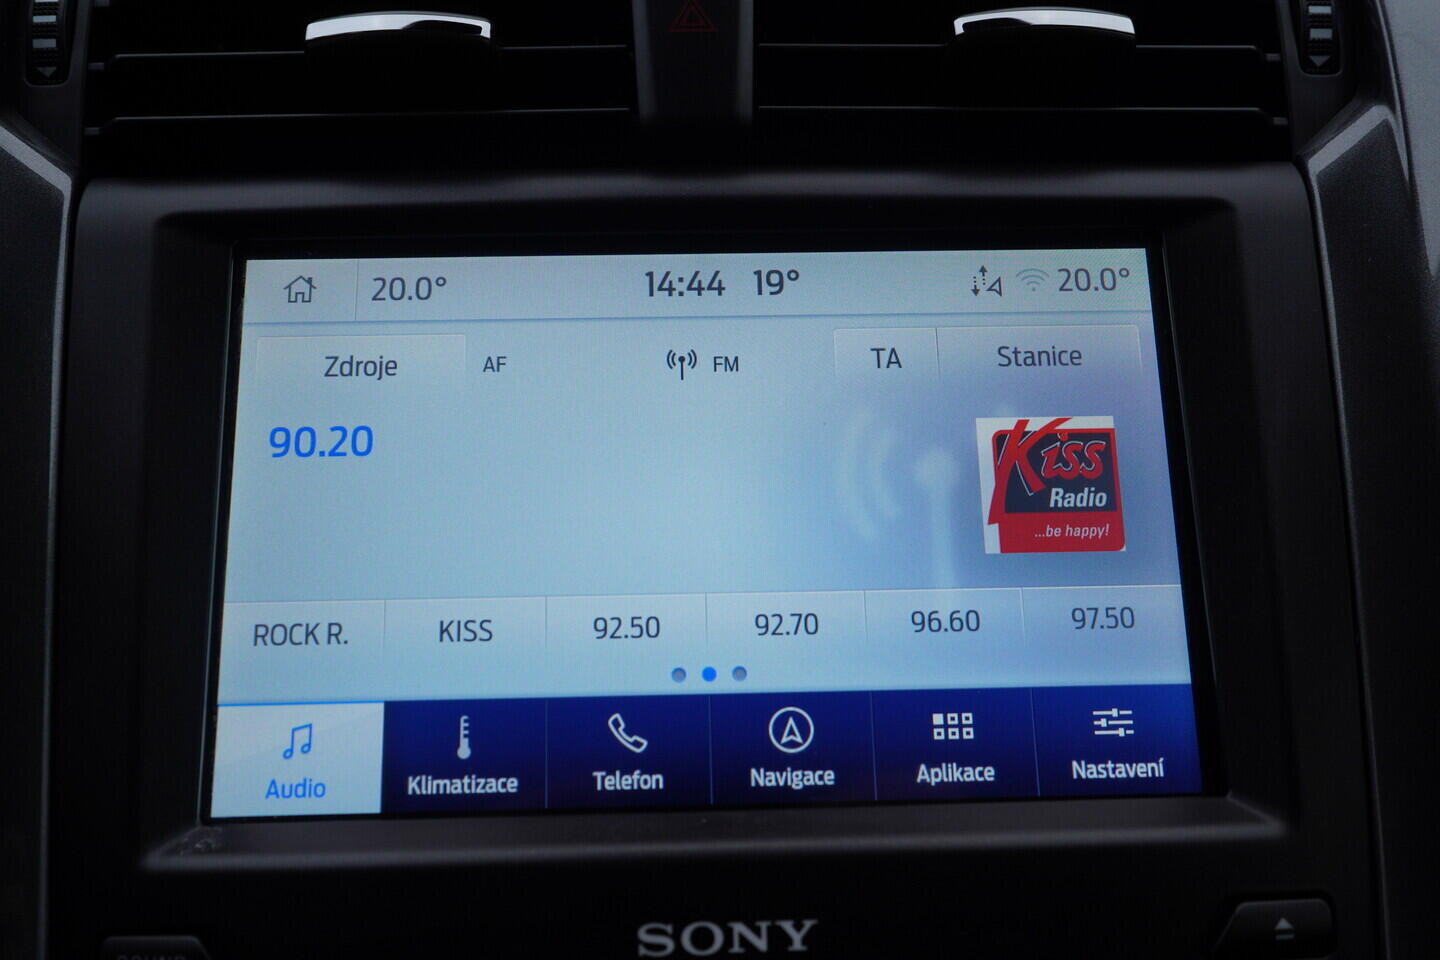 20.0° 14:44 19° 20.0°
Zdroje AF FM TA Stanice
90.20
Kiss
Radio
...be happy!
ROCK R. KISS 92.50 92.70 96.60 97.50
Audio Klimatizace Telefon Navigace Aplikace Nastavení
SONY
SOUND